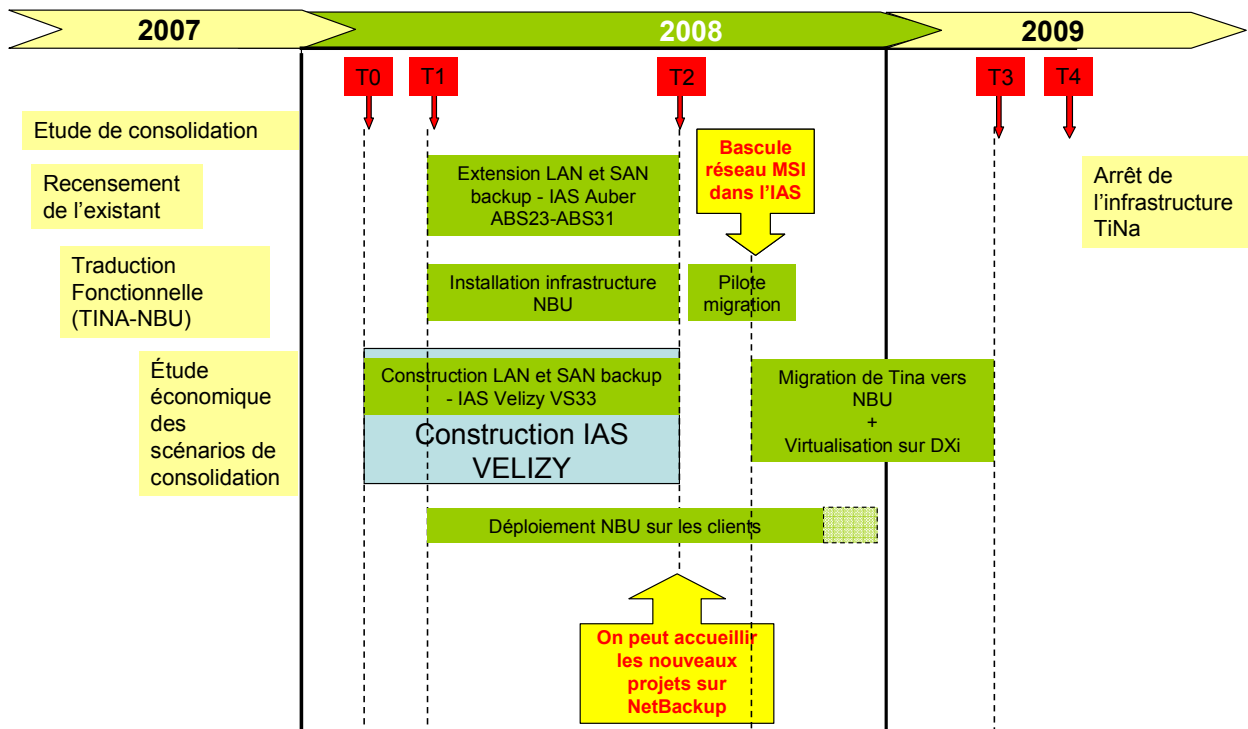 2007
2008
2009
T0
T1
T2
T3
T4
Etude de consolidation
Recensement
de l'existant
Traduction
Fonctionnelle
(TINA-NBU)
Étude
économique
des
scénarios de
consolidation
Extension LAN et SAN
backup - IAS Auber
ABS23-ABS31
Bascule
réseau MSI
dans l'IAS
Arrêt de
l'infrastructure
TiNa
Installation infrastructure
NBU
Pilote
migration
Construction LAN et SAN backup
- IAS Velizy VS33
Construction IAS
VELIZY
Migration de Tina vers
NBU
+
Virtualisation sur DXi
Déploiement NBU sur les clients
On peut accueillir
les nouveaux
projets sur
NetBackup